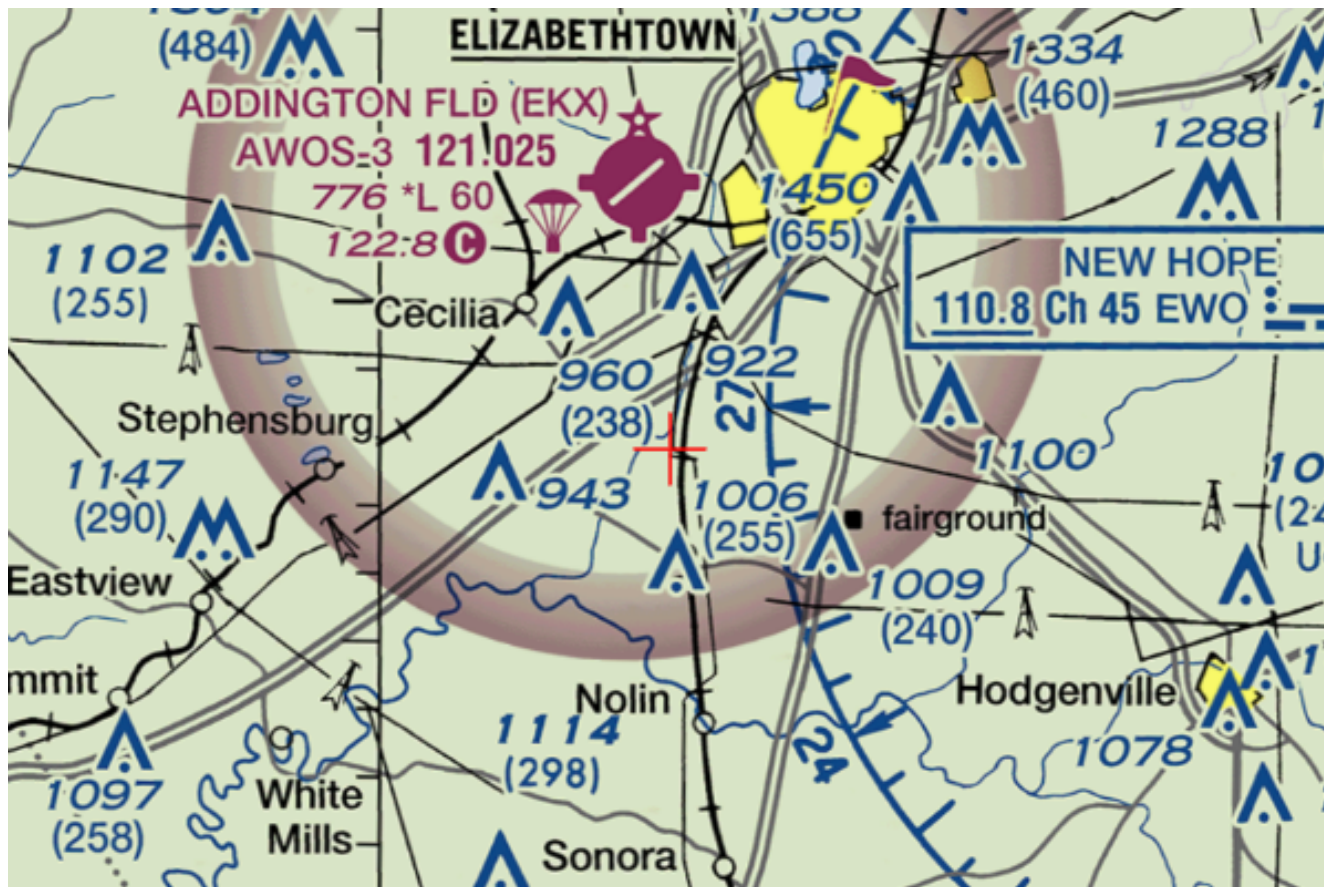 (484)
ELIZABETHTOWN
1388
1334
(460)
ADDINGTON FLD (EKX)
AWOS-3 121.025
776 *L 60
122.8 C
1288
1450
(655)
1102
(255)
NEW HOPE
110.8 Ch 45 EWO
Cecilia
960
(238)
922
27
Stephensburg
1147
(290)
943
1006
(255)
1100
fairground
Eastview
1009
(240)
mmit
Nolin
Hodgenville
1114
(298)
24
1078
1097
(258)
White
Mills
Sonora